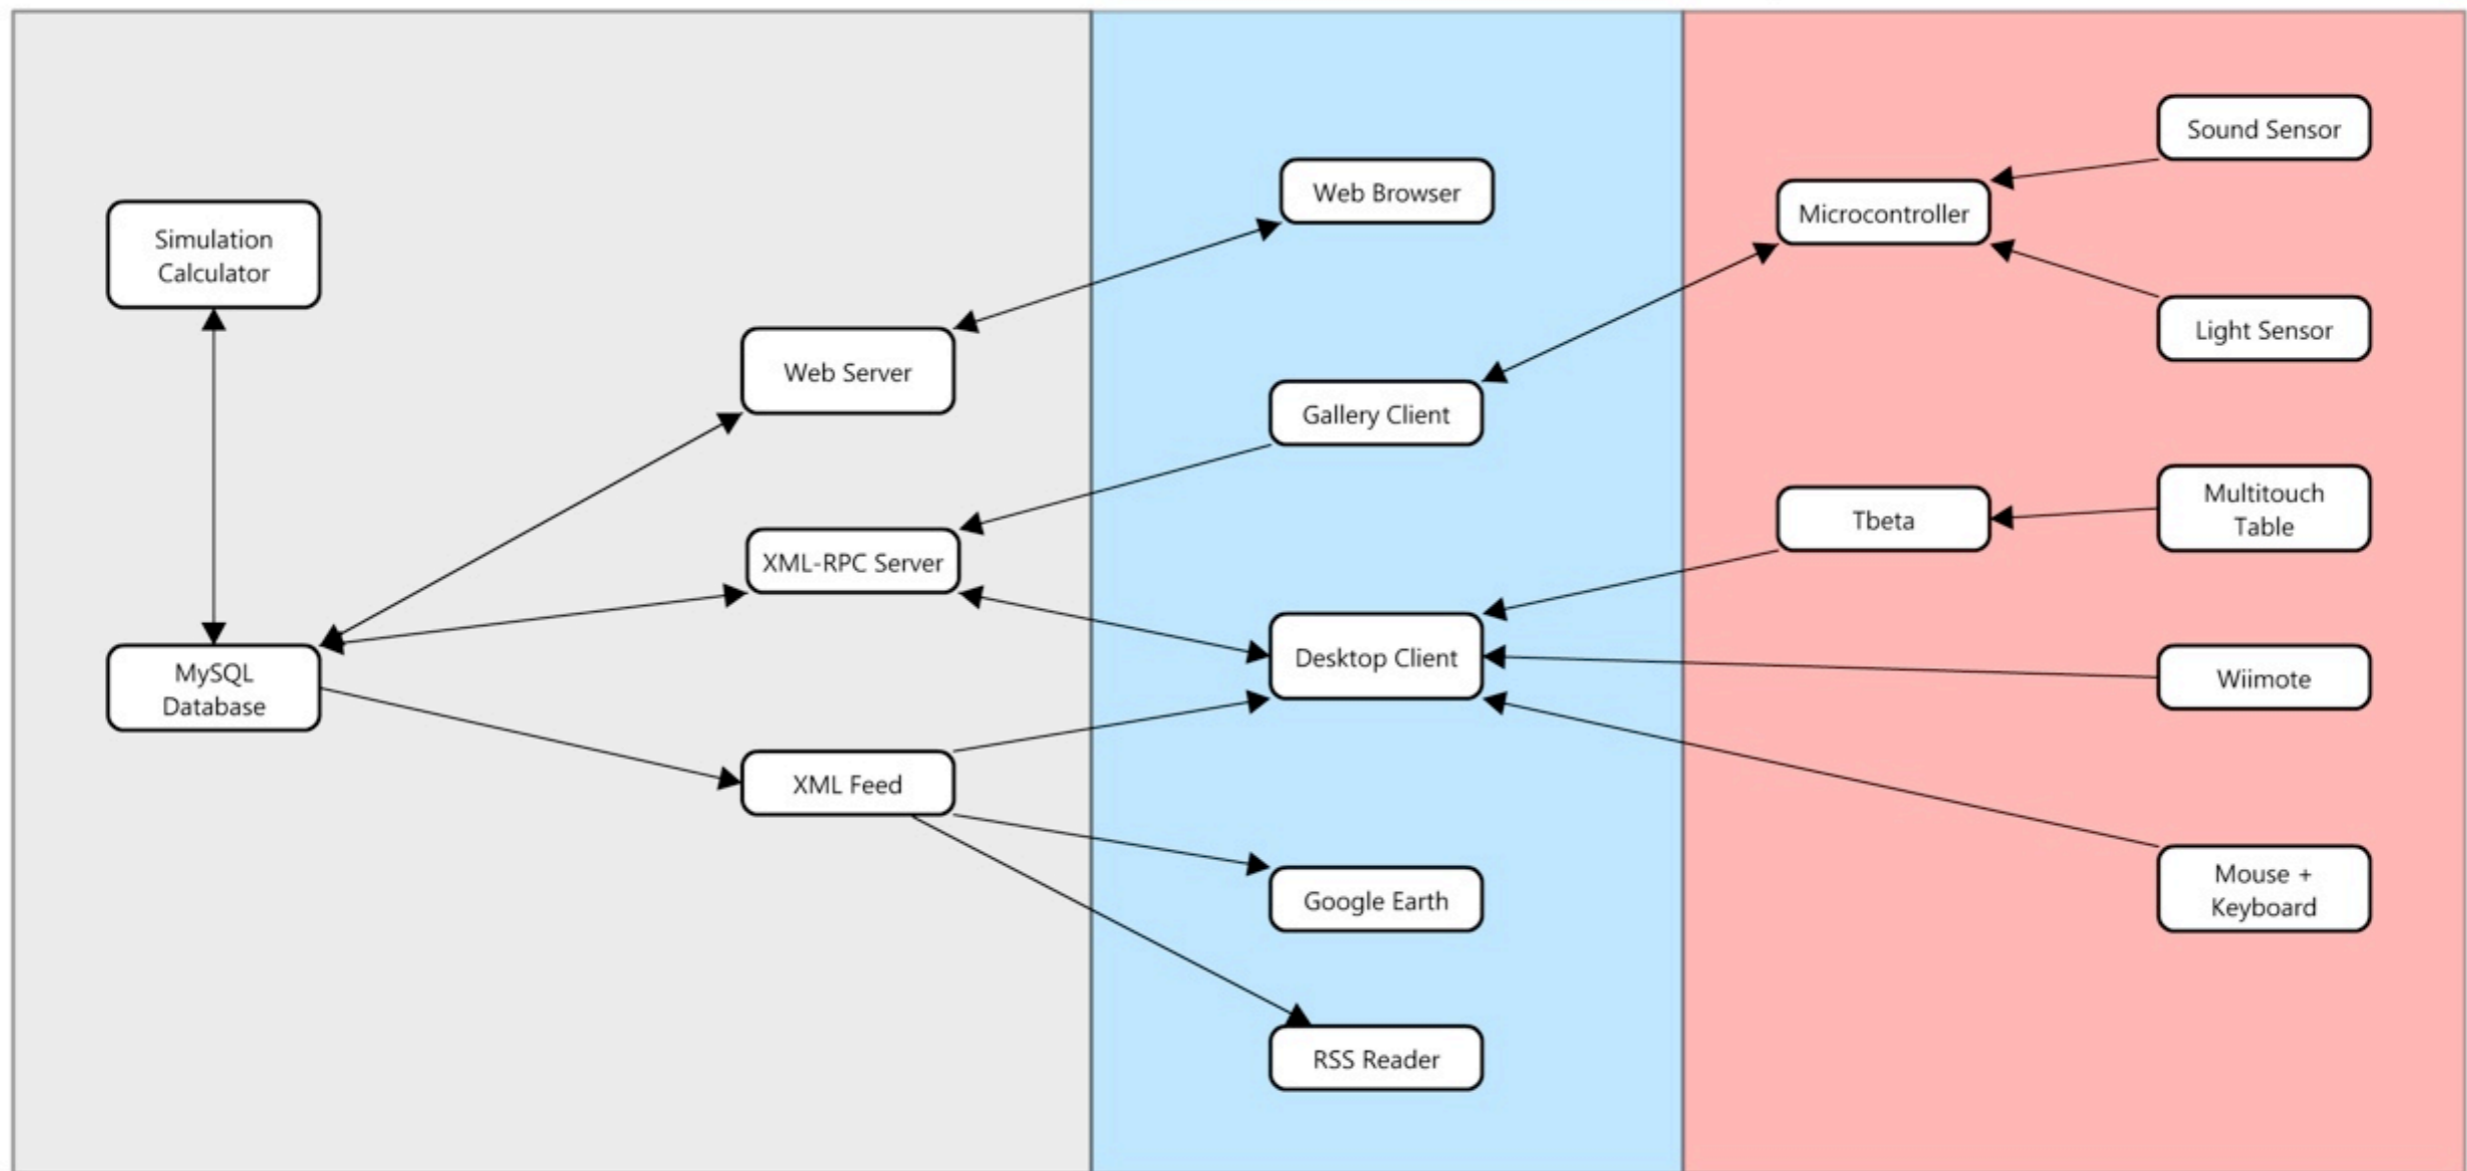 Simulation
Calculator
MySQL
Database
Web Server
XML-RPC Server
XML Feed
Web Browser
Gallery Client
Desktop Client
Google Earth
RSS Reader
Microcontroller
Tbeta
Sound Sensor
Light Sensor
Multitouch
Table
Wiimote
Mouse +
Keyboard